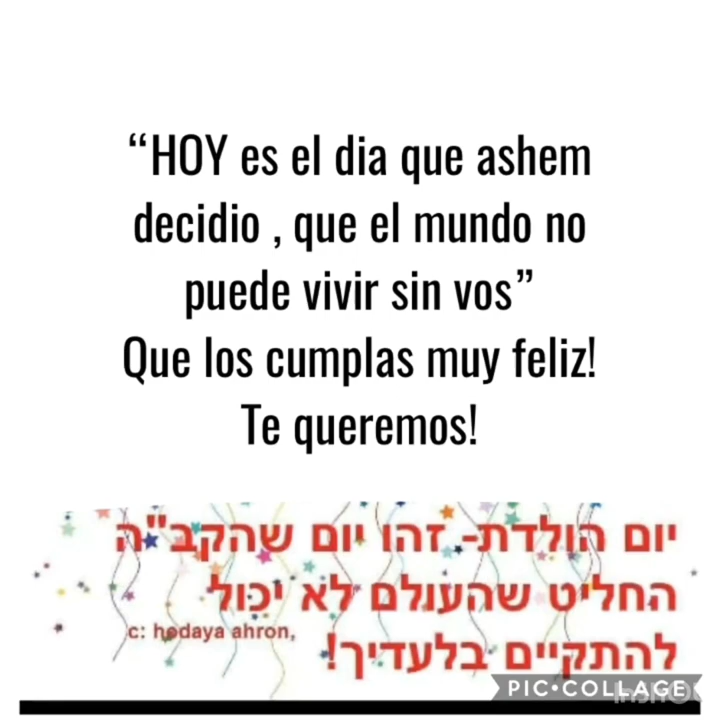 “HOY es el dia que ashem
decidio , que el mundo no
puede vivir sin vos”
Que los cumplas muy feliz!
Te queremos!
יום הולדת- זהו יום שהקב"ה
החליט שהעולם לא יכול
c: hodaya ahron,
להתקיים בלעדיך!
PIC•COLLAGE